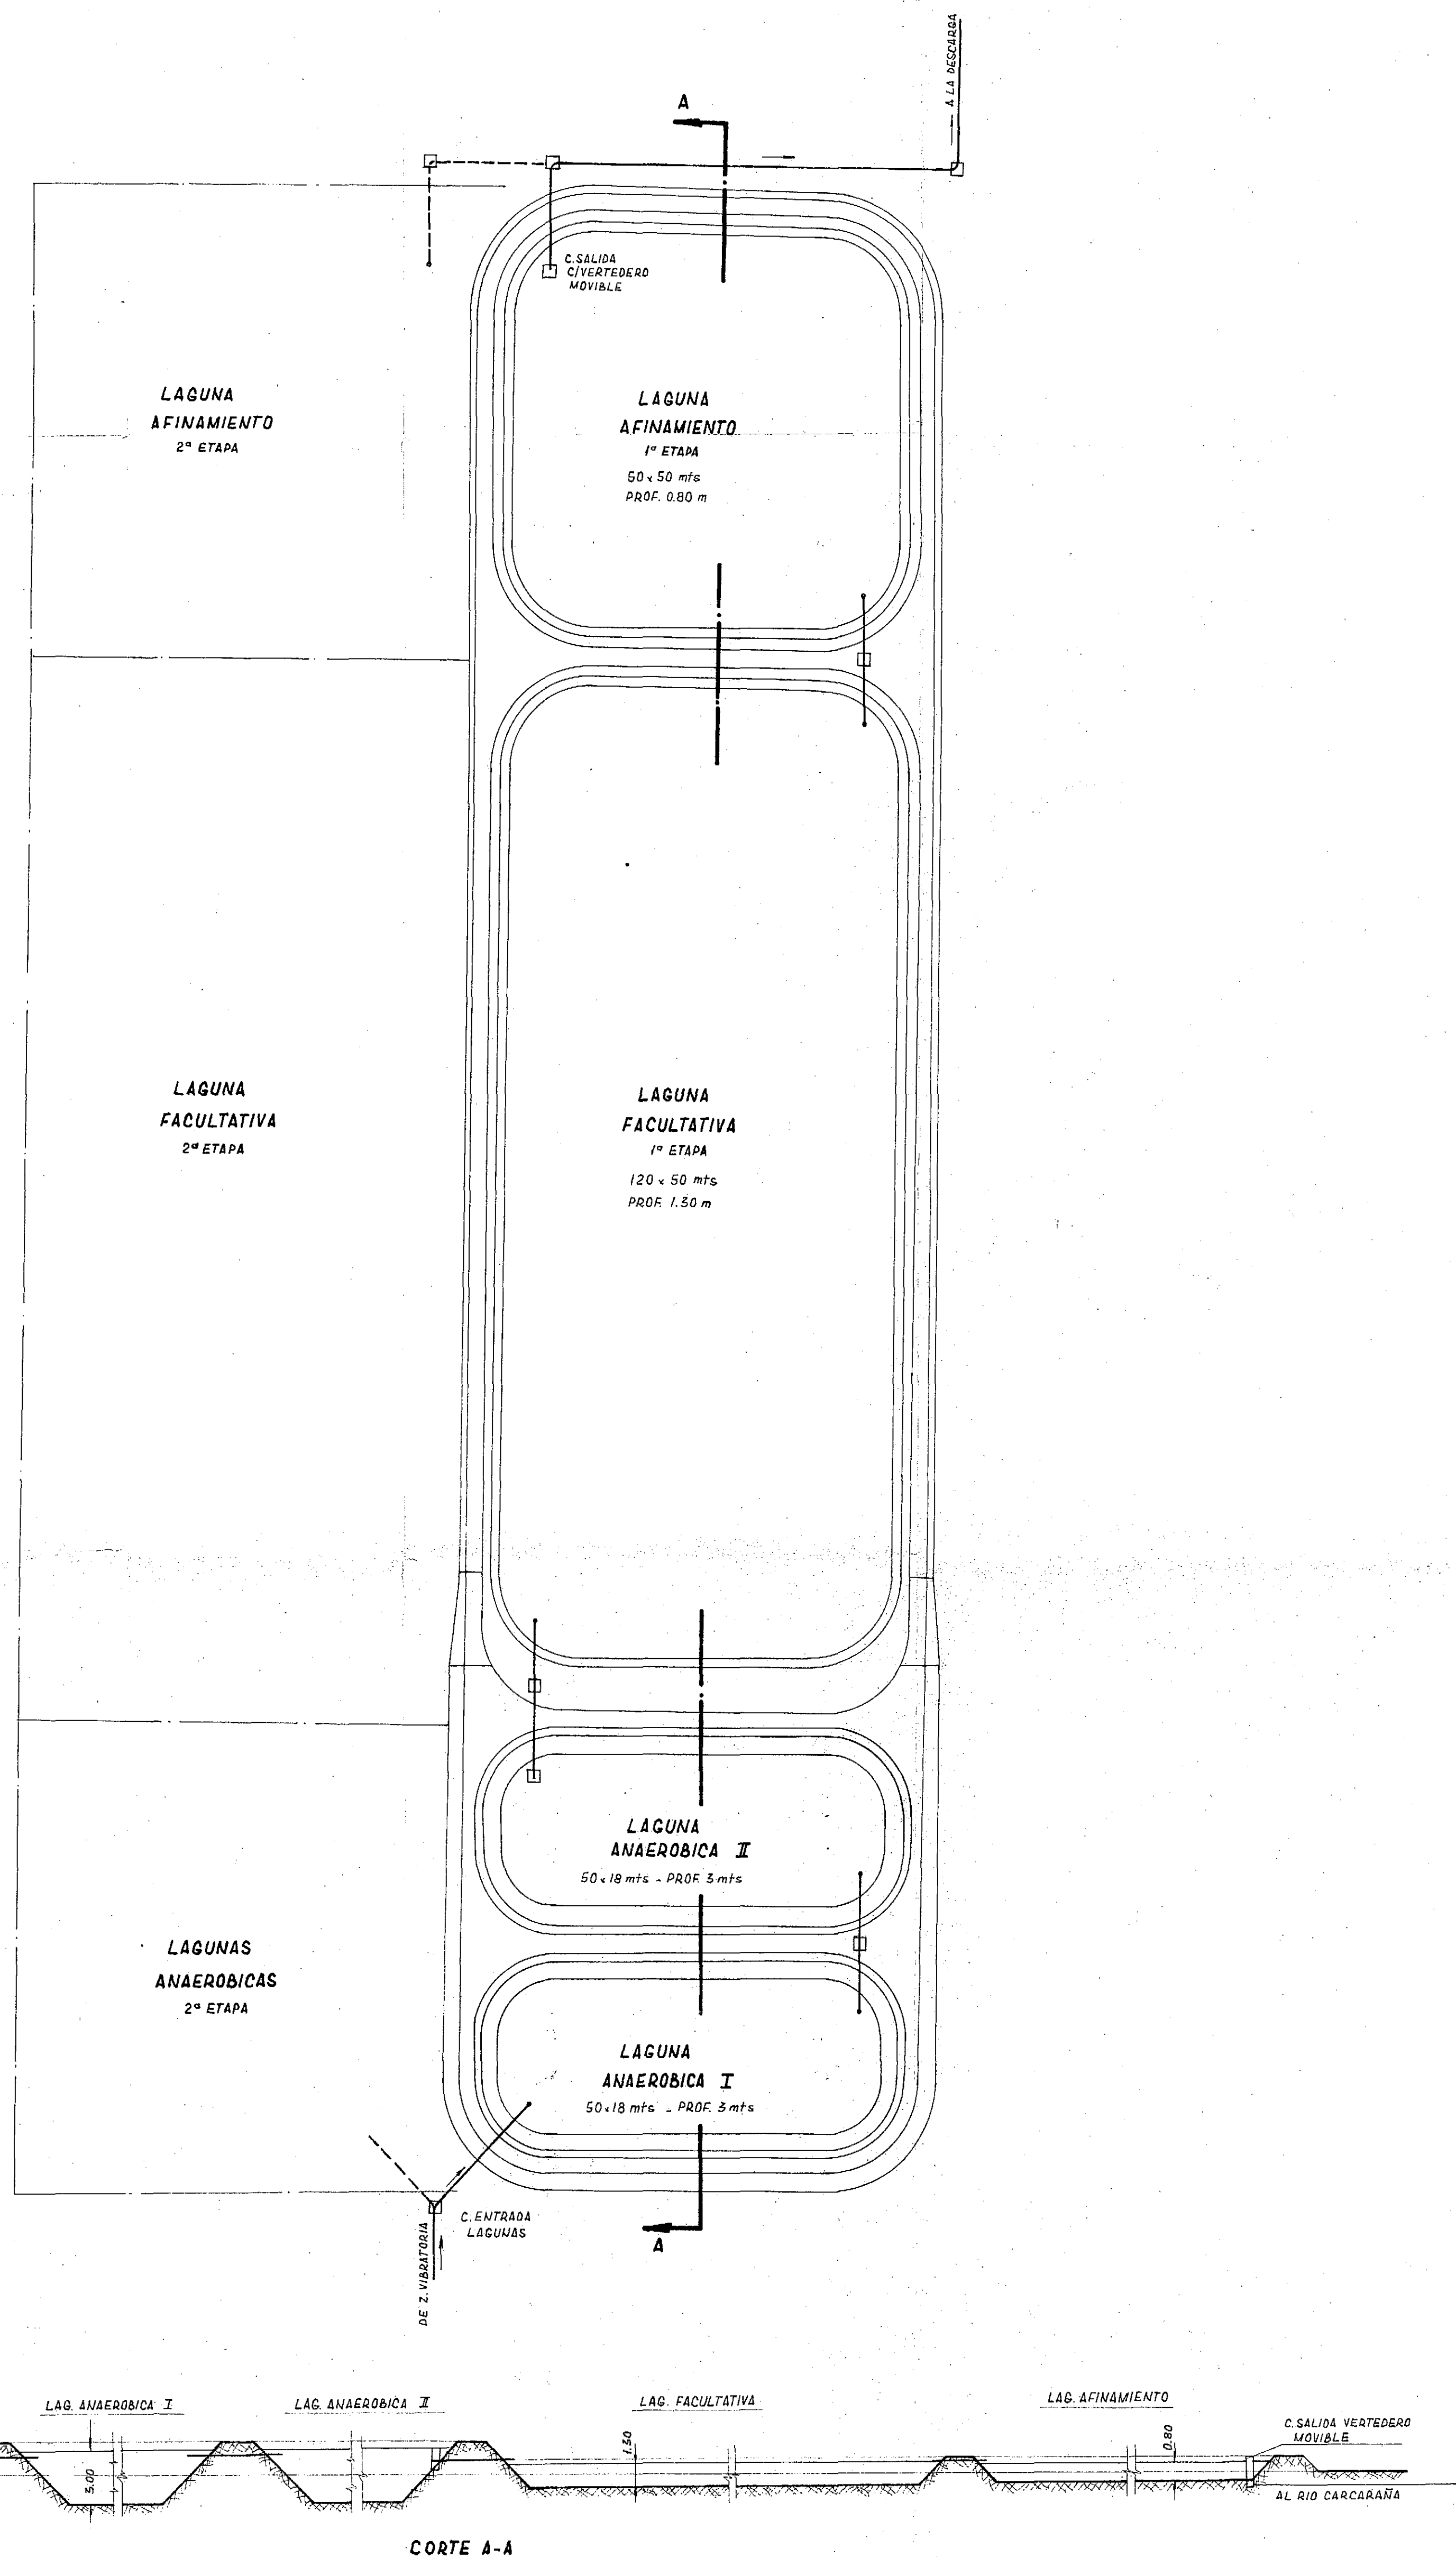 A LA DESCARGA
A
C. SALIDA
C/VERTEDERO
MOVIBLE
LAGUNA
AFINAMIENTO
2ª ETAPA
LAGUNA
AFINAMIENTO
1ª ETAPA
50 x 50 mts
PROF. 0.80 m
LAGUNA
FACULTATIVA
2ª ETAPA
LAGUNA
FACULTATIVA
1ª ETAPA
120 x 50 mts
PROF. 1.30 m
LAGUNA
ANAEROBICA II
50 x 18 mts - PROF. 3 mts
LAGUNAS
ANAEROBICAS
2ª ETAPA
LAGUNA
ANAEROBICA I
50 x 18 mts - PROF. 3 mts
C. ENTRADA
LAGUNAS
DE Z. VIBRATORIA
A
LAG. ANAEROBICA I
LAG. ANAEROBICA II
LAG. FACULTATIVA
LAG. AFINAMIENTO
C. SALIDA VERTEDERO
MOVIBLE
3.00
1.30
0.80
AL RIO CARCARAÑA
CORTE A-A